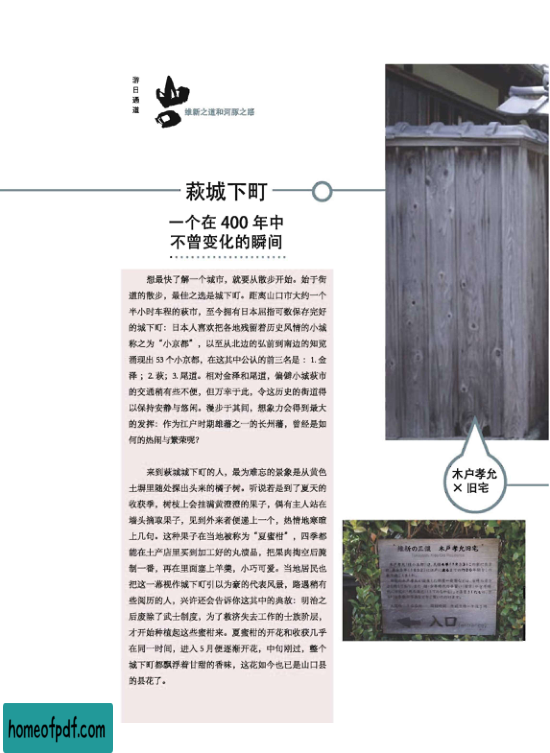 游日通道
岩
维新之道和河豚之惑
萩城下町
一个在 400 年中
不曾变化的瞬间
想最快了解一个城市，就要从散步开始。始于街
道的散步，最佳之选是城下町。距离山口市大约一个
半小时车程的萩市，至今拥有日本屈指可数保存完好
的城下町：日本人喜欢把各地残留着历史风情的小城
称之为“小京都”，以至从北边的弘前到南边的知览
涌现出 53 个小京都，在这其中公认的前三名是：1. 金
泽；2. 萩；3. 尾道。相对金泽和尾道，偏僻小城萩市
的交通稍有些不便，但万幸于此，令这历史的街道得
以保持安静与悠闲。漫步于其间，想象力会得到最大
的发挥：作为江户时期雄藩之一的长州藩，曾经是如
何的热闹与繁荣呢？
来到萩城城下町的人，最为难忘的景象是从黄色
土塀里随处探出头来的橘子树。听说若是到了夏天的
收获季，树枝上会挂满黄澄澄的果子，偶有主人站在
墙头摘取果子，见到外来者便递上一个，热情地寒暄
上几句。这种果子在当地被称为“夏蜜柑”，四季都
能在土产店里买到加工好的丸渍品，把果肉掏空后腌
制一番，再在里面塞上羊羹，小巧可爱。当地居民也
把这一幕视作城下町引以为豪的代表风景，路遇稍有
些阅历的人，兴许还会告诉你这其中的典故：明治之
后废除了武士制度，为了救济失去工作的士族阶层，
才开始种植起这些蜜柑来。夏蜜柑的开花和收获几乎
在同一时间，进入 5 月便逐渐开花，中旬刚过，整个
城下町都飘浮着甘甜的香味，这花如今也已是山口县
的县花了。
木户孝允
× 旧宅
維新の三傑 木戸孝允旧宅
入口
homeofpdf.com